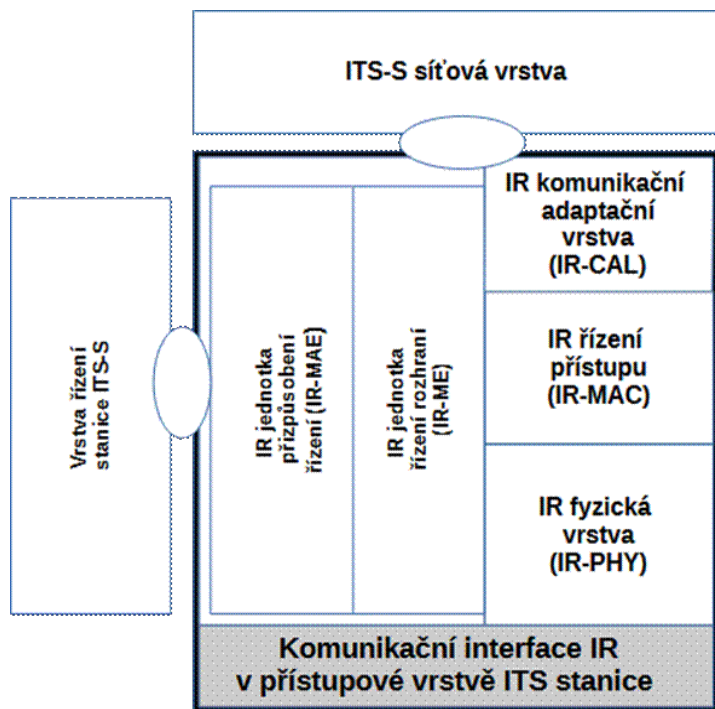 ITS-S síťová vrstva
IR komunikační
adaptační
vrstva
(IR-CAL)
Vrstva řízení
stanice ITS-S
IR jednotka
přizpůsobení
řízení (IR-MAE)
IR jednotka
řízení rozhraní
(IR-ME)
IR řízení
přístupu
(IR-MAC)
IR fyzická
vrstva
(IR-PHY)
Komunikační interface IR
v přístupové vrstvě ITS stanice